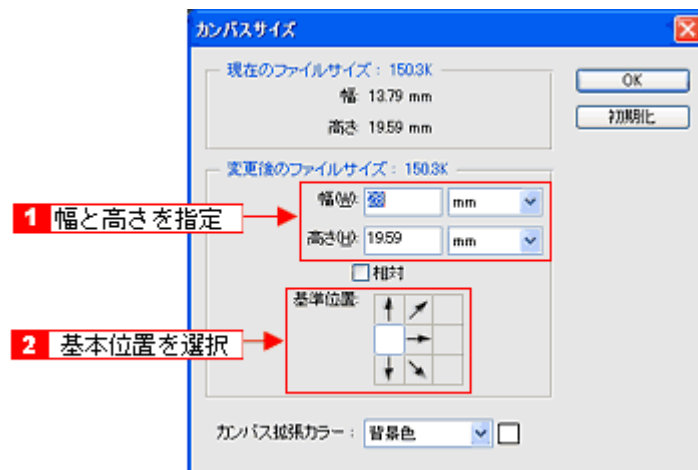 カンバスサイズ
現在のファイルサイズ： 150.3K
幅: 13.79 mm
高さ: 19.59 mm
OK
初期化
変更後のファイルサイズ： 150.3K
幅(W): mm
高さ(H): 19.59 mm
相対
基準位置:
カンバス拡張カラー： 背景色
1 幅と高さを指定
2 基本位置を選択